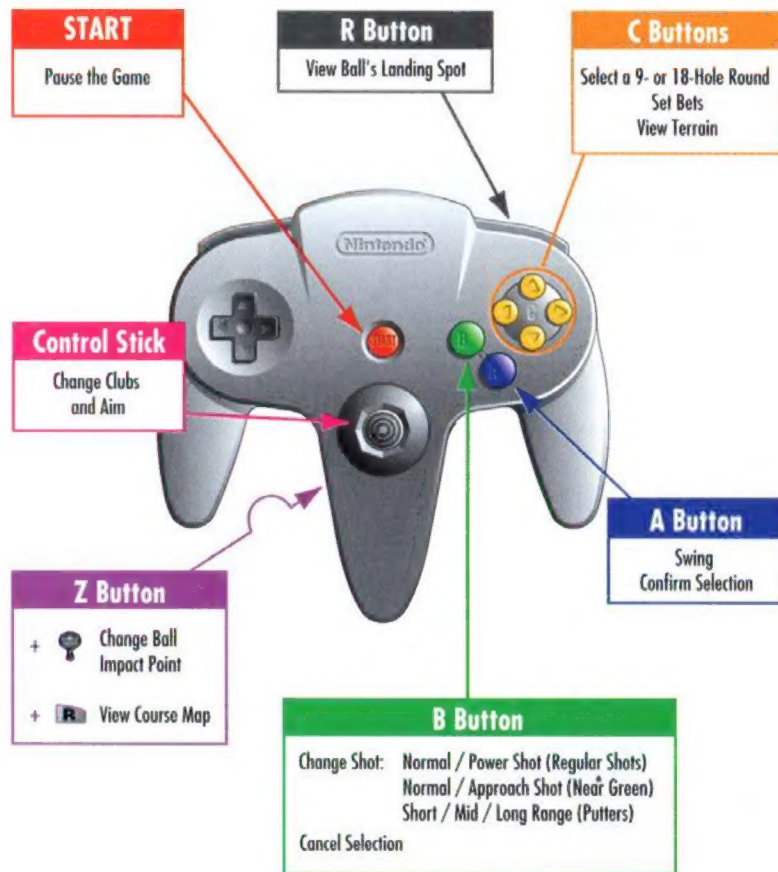 START
Pause the Game
R Button
View Ball's Landing Spot
C Buttons
Select a 9- or 18-Hole Round
Set Bets
View Terrain
Nintendo
C
START
B
A
Control Stick
Change Clubs
and Aim
A Button
Swing
Confirm Selection
Z Button
+ Change Ball
Impact Point
+ R View Course Map
B Button
Change Shot: Normal / Power Shot (Regular Shots)
Normal / Approach Shot (Near Green)
Short / Mid / Long Range (Putters)
Cancel Selection